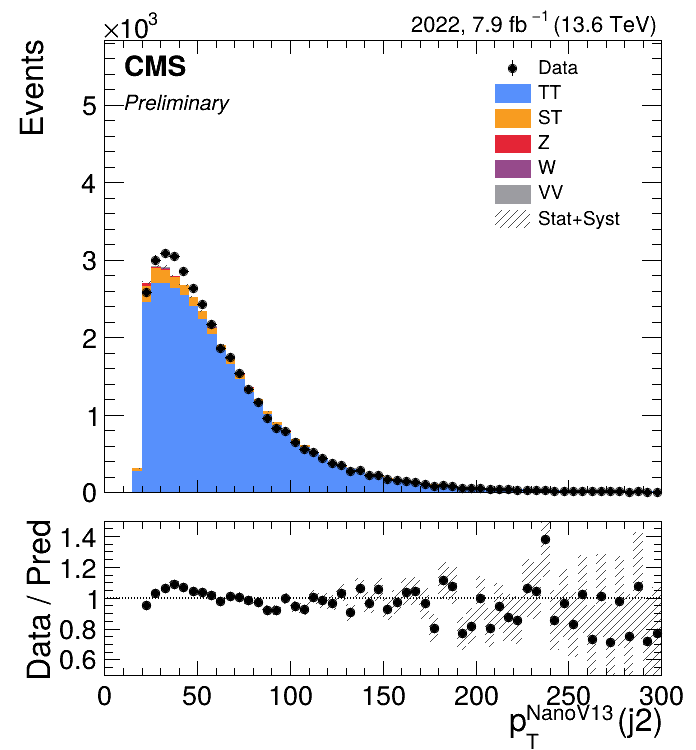 ×10³
2022, 7.9 fb⁻¹ (13.6 TeV)
CMS
Preliminary
Events
Data
TT
ST
Z
W
VV
Stat+Syst
5
4
3
2
1
0
Data / Pred
1.4
1.2
1
0.8
0.6
0 50 100 150 200 250 300
p_T^NanoV13 (j2)